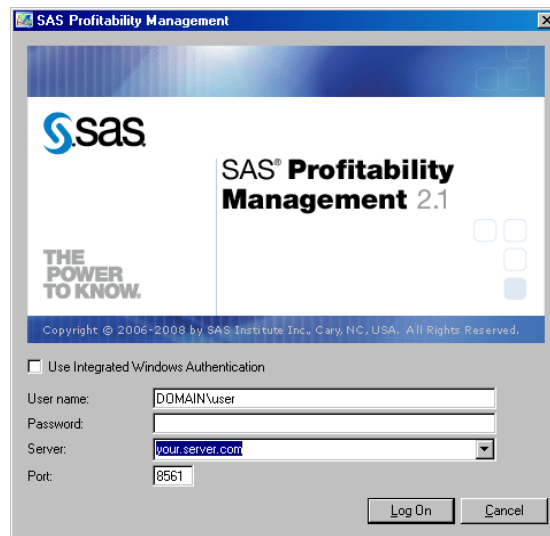 SAS Profitability Management
sas
SAS® Profitability
Management 2.1
THE
POWER
TO KNOW.
Copyright © 2006-2008 by SAS Institute Inc., Cary, NC, USA. All Rights Reserved.
Use Integrated Windows Authentication
User name: DOMAIN\user
Password:
Server: your.server.com
Port: 8561
Log On Cancel